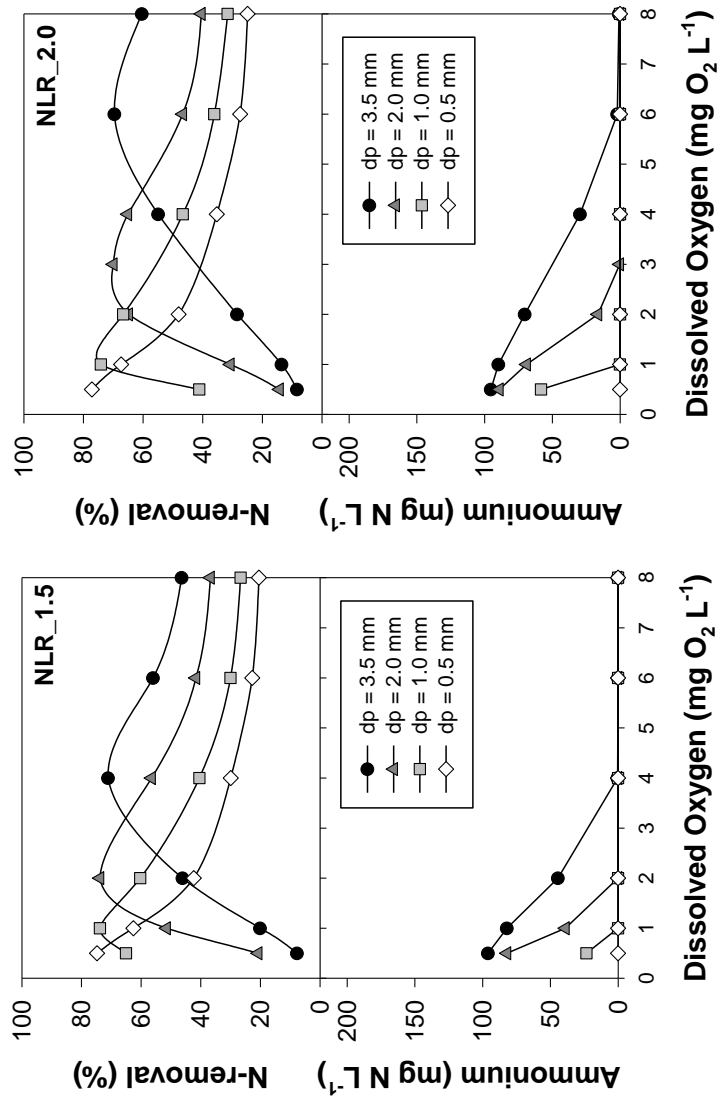 NLR_1.5
N-removal (%)
100
80
60
40
20
Ammonium (mg N L⁻¹)
200
150
100
50
0
dp = 3.5 mm
dp = 2.0 mm
dp = 1.0 mm
dp = 0.5 mm
0 1 2 3 4 5 6 7 8
Dissolved Oxygen (mg O₂ L⁻¹)
NLR_2.0
N-removal (%)
100
80
60
40
20
0
Ammonium (mg N L⁻¹)
200
150
100
50
0
dp = 3.5 mm
dp = 2.0 mm
dp = 1.0 mm
dp = 0.5 mm
0 1 2 3 4 5 6 7 8
Dissolved Oxygen (mg O₂ L⁻¹)